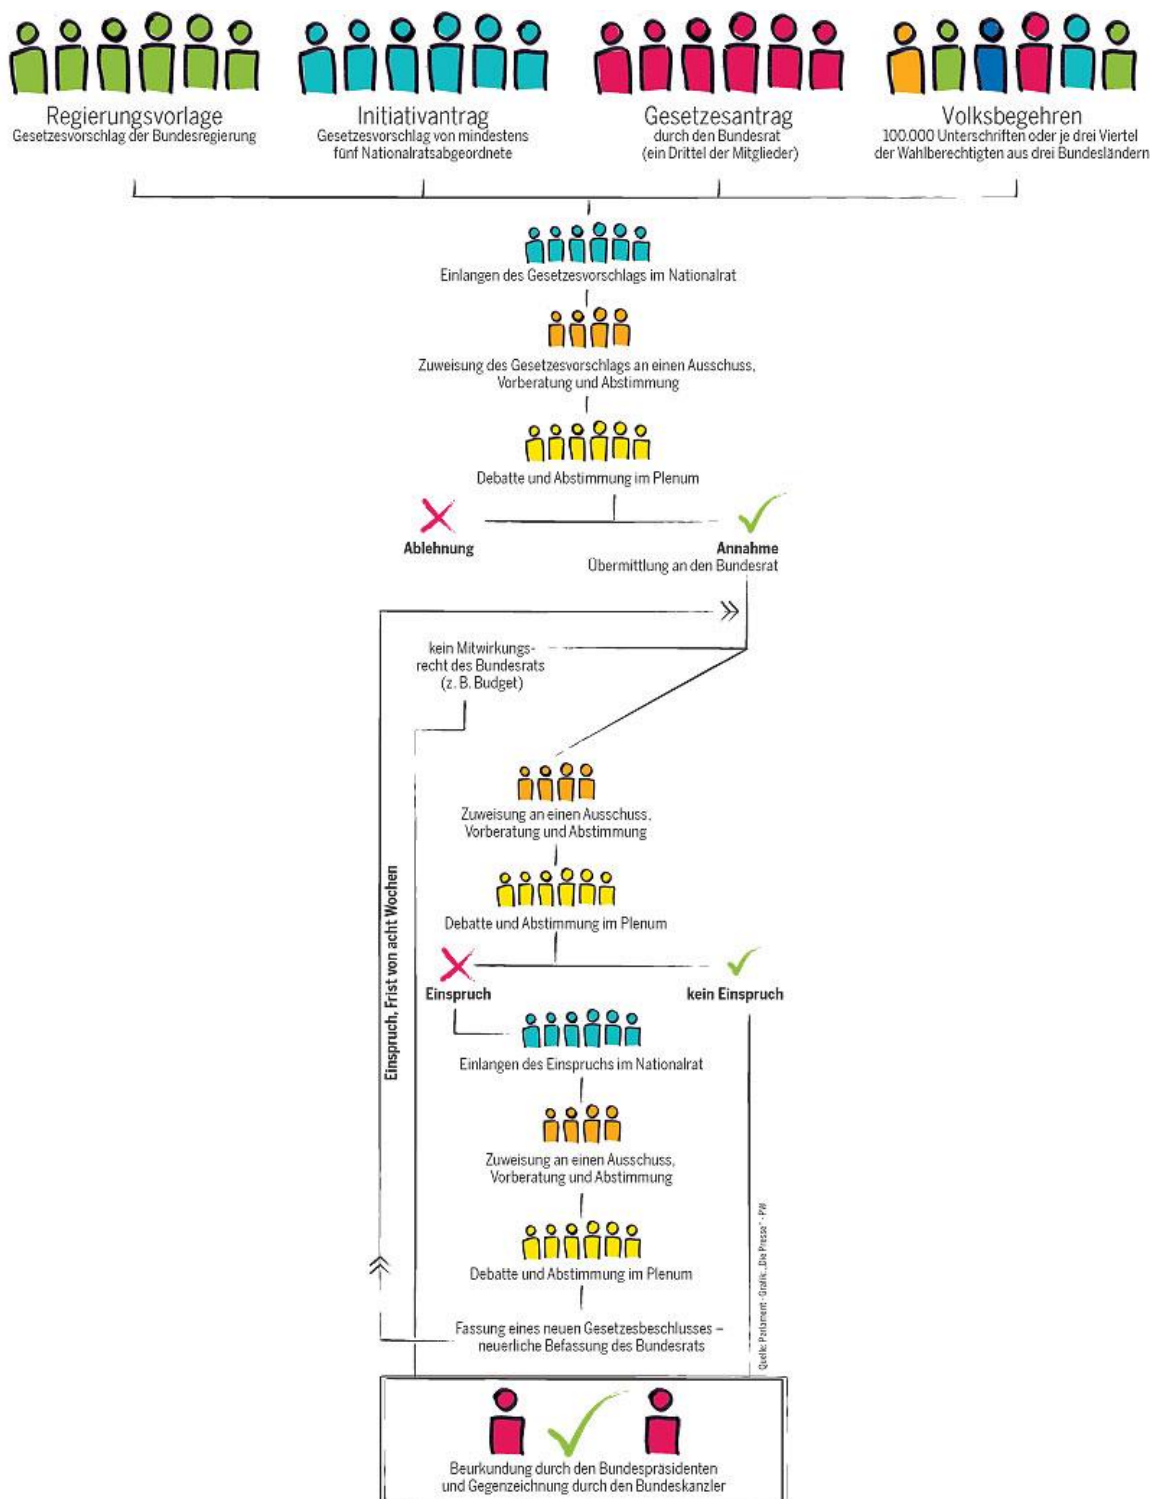 Regierungsvorlage
Gesetzesvorschlag der Bundesregierung
Initiativantrag
Gesetzesvorschlag von mindestens
fünf Nationalratsabgeordnete
Gesetzesantrag
durch den Bundesrat
(ein Drittel der Mitglieder)
Volksbegehren
100.000 Unterschriften oder je drei Viertel
der Wahlberechtigten aus drei Bundesländern
Einlangen des Gesetzesvorschlags im Nationalrat
Zuweisung des Gesetzesvorschlags an einen Ausschuss,
Vorberatung und Abstimmung
Debatte und Abstimmung im Plenum
Ablehnung
Annahme
Übermittlung an den Bundesrat
kein Mitwirkungs-
recht des Bundesrats
(z. B. Budget)
Zuweisung an einen Ausschuss,
Vorberatung und Abstimmung
Debatte und Abstimmung im Plenum
Einspruch, Frist von acht Wochen
Einspruch
kein Einspruch
Einlangen des Einspruchs im Nationalrat
Zuweisung an einen Ausschuss,
Vorberatung und Abstimmung
Debatte und Abstimmung im Plenum
Fassung eines neuen Gesetzesbeschlusses –
neuerliche Befassung des Bundesrats
Quelle: Parlament · Grafik: „Die Presse" · PW
Beurkundung durch den Bundespräsidenten
und Gegenzeichnung durch den Bundeskanzler